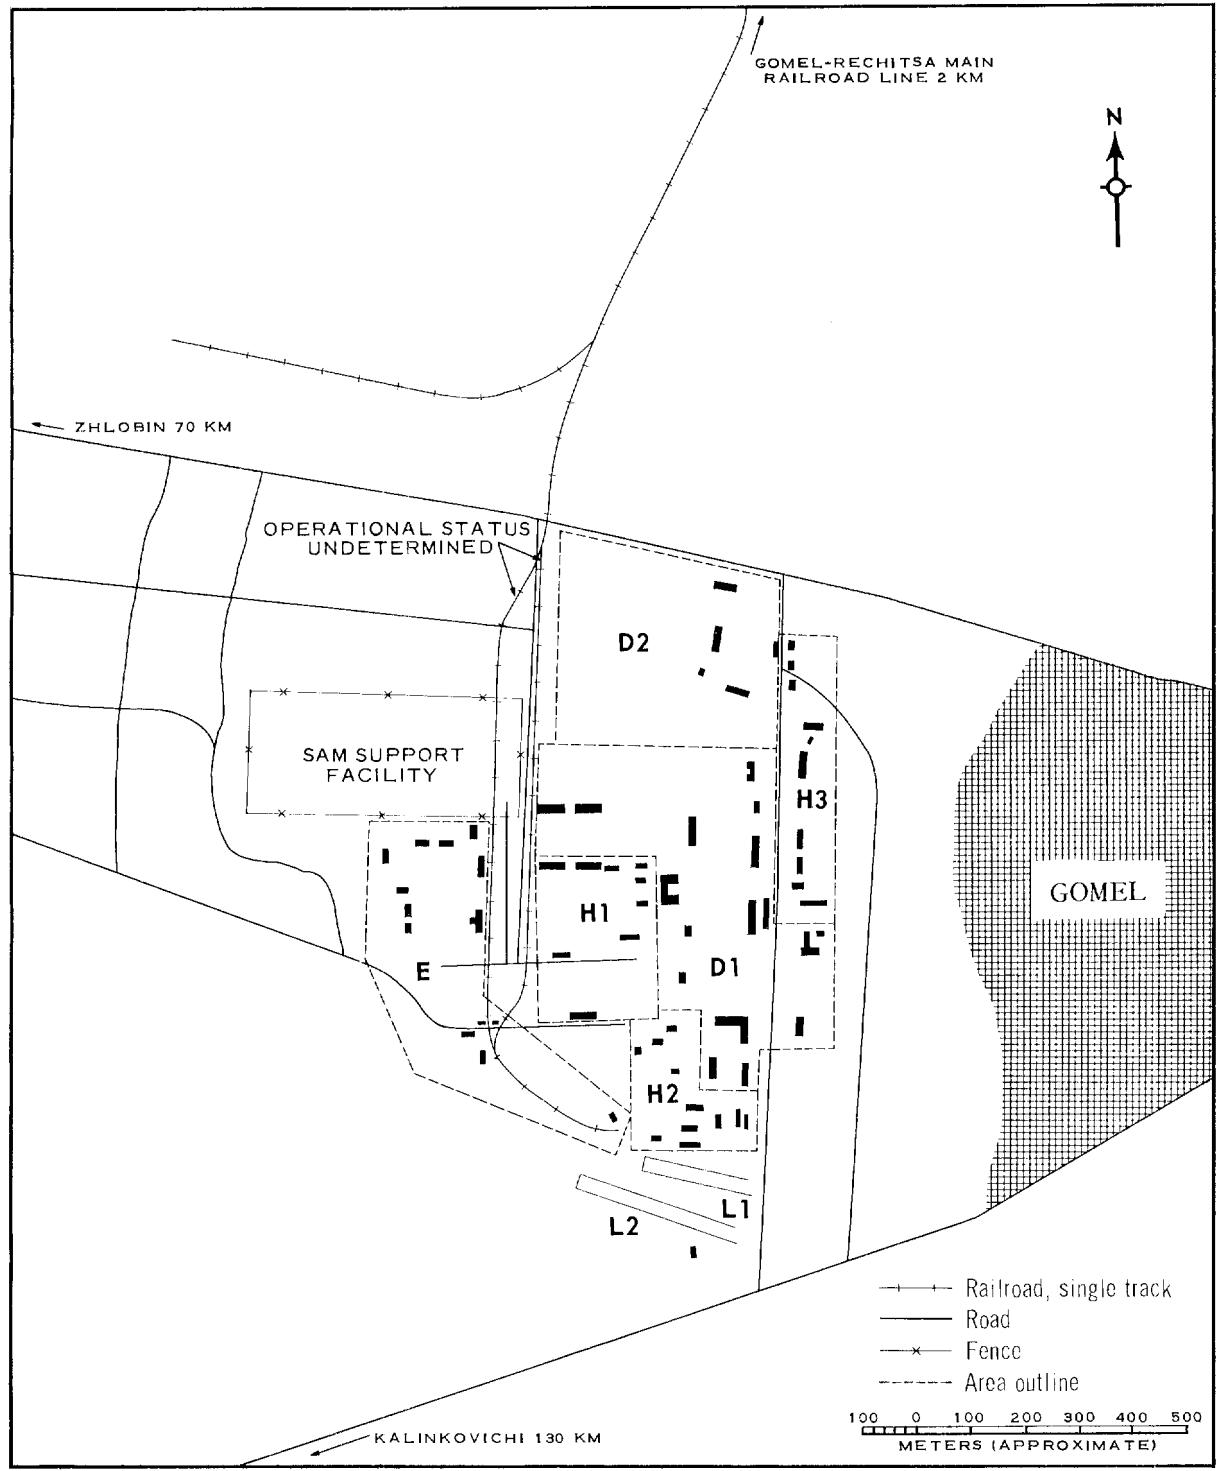 GOMEL-RECHITSA MAIN
RAILROAD LINE 2 KM
N
ZHLOBIN 70 KM
OPERATIONAL STATUS
UNDETERMINED
D2
SAM SUPPORT
FACILITY
H3
GOMEL
H1
E
D1
H2
L1
L2
Railroad, single track
Road
Fence
Area outline
100 0 100 200 300 400 500
METERS (APPROXIMATE)
KALINKOVICHI 130 KM